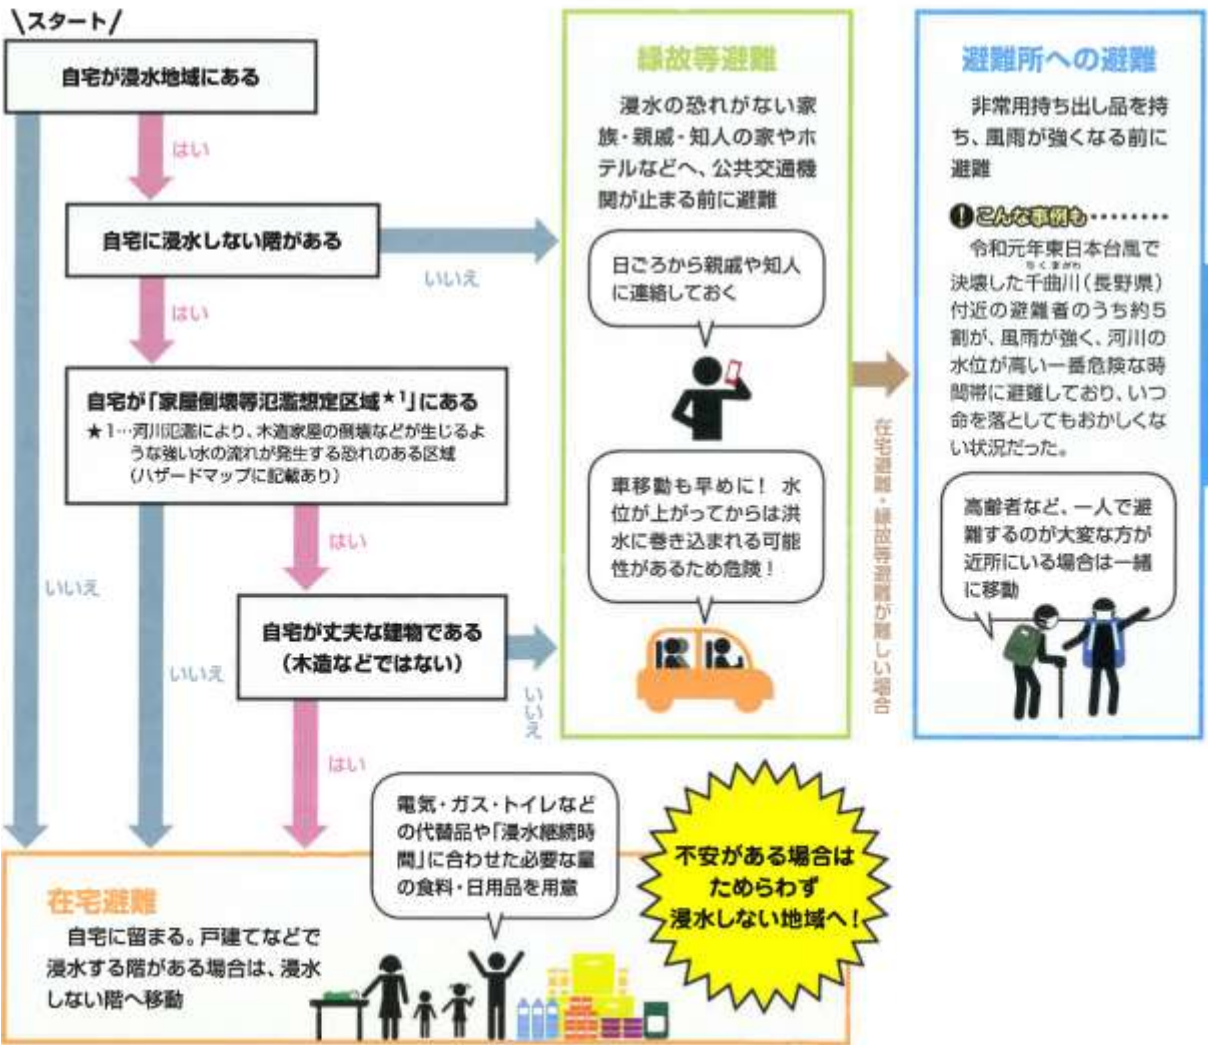 \スタート/
自宅が浸水地域にある
はい
自宅に浸水しない階がある
いいえ
はい
自宅が「家屋倒壊等氾濫想定区域★1」にある
★1…河川氾濫により、木造家屋の倒壊などが生じるよ
うな強い水の流れが発生する恐れのある区域
(ハザードマップに記載あり)
はい
いいえ
いいえ
自宅が丈夫な建物である
(木造などではない)
いいえ
はい
縁故等避難
浸水の恐れがない家
族・親戚・知人の家やホ
テルなどへ、公共交通機
関が止まる前に避難
日ごろから親戚や知人
に連絡しておく
車移動も早めに! 水
位が上がってからは洪
水に巻き込まれる可能
性があるため危険!
在宅避難・縁故等避難が難しい場合
避難所への避難
非常用持ち出し品を持
ち、風雨が強くなる前に
避難
!こんな事例も………
令和元年東日本台風で
ちくまがわ
決壊した千曲川(長野県)
付近の避難者のうち約5
割が、風雨が強く、河川の
水位が高い一番危険な時
間帯に避難しており、いつ
命を落としてもおかしくな
い状況だった。
高齢者など、一人で避
難するのが大変な方が
近所にいる場合は一緒
に移動
在宅避難
自宅に留まる。戸建てなどで
浸水する階がある場合は、浸水
しない階へ移動
電気・ガス・トイレなど
の代替品や「浸水継続時
間」に合わせた必要な量
の食料・日用品を用意
不安がある場合は
ためらわず
浸水しない地域へ!